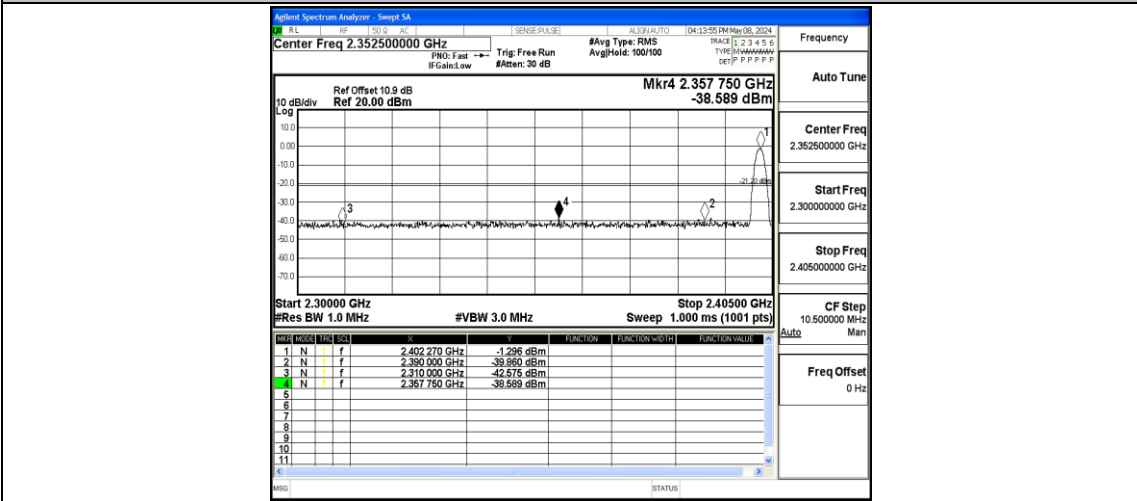 Agilent Spectrum Analyzer - Swept SA
RL RF 50 Ω AC SENSE:PULSE ALIGN AUTO 04:13:55 PM May 08, 2024
Center Freq 2.352500000 GHz
PNO: Fast
IFGain:Low
Trig: Free Run
#Atten: 30 dB
#Avg Type: RMS
Avg|Hold: 100/100
TRACE 1 2 3 4 5 6
TYPE MWWWWW
DET P P P P P P
Frequency
Auto Tune
Center Freq
2.352500000 GHz
Start Freq
2.300000000 GHz
Stop Freq
2.405000000 GHz
CF Step
10.500000 MHz
Auto Man
Freq Offset
0 Hz
Mkr4 2.357 750 GHz
-38.589 dBm
Ref Offset 10.9 dB
10 dB/div Ref 20.00 dBm
Log
10.0
0.00
-10.0
-20.0
-30.0
-40.0
-50.0
-60.0
-70.0
1
-21.20 dBm
2
3
4
Start 2.30000 GHz Stop 2.40500 GHz
#Res BW 1.0 MHz #VBW 3.0 MHz Sweep 1.000 ms (1001 pts)
MKR MODE TRC SCL X Y FUNCTION FUNCTION WIDTH FUNCTION VALUE
1 N 1 f 2.402 270 GHz -1.296 dBm
2 N 1 f 2.390 000 GHz -39.860 dBm
3 N 1 f 2.310 000 GHz -42.575 dBm
4 N 1 f 2.357 750 GHz -38.589 dBm
5
6
7
8
9
10
11
MSG STATUS